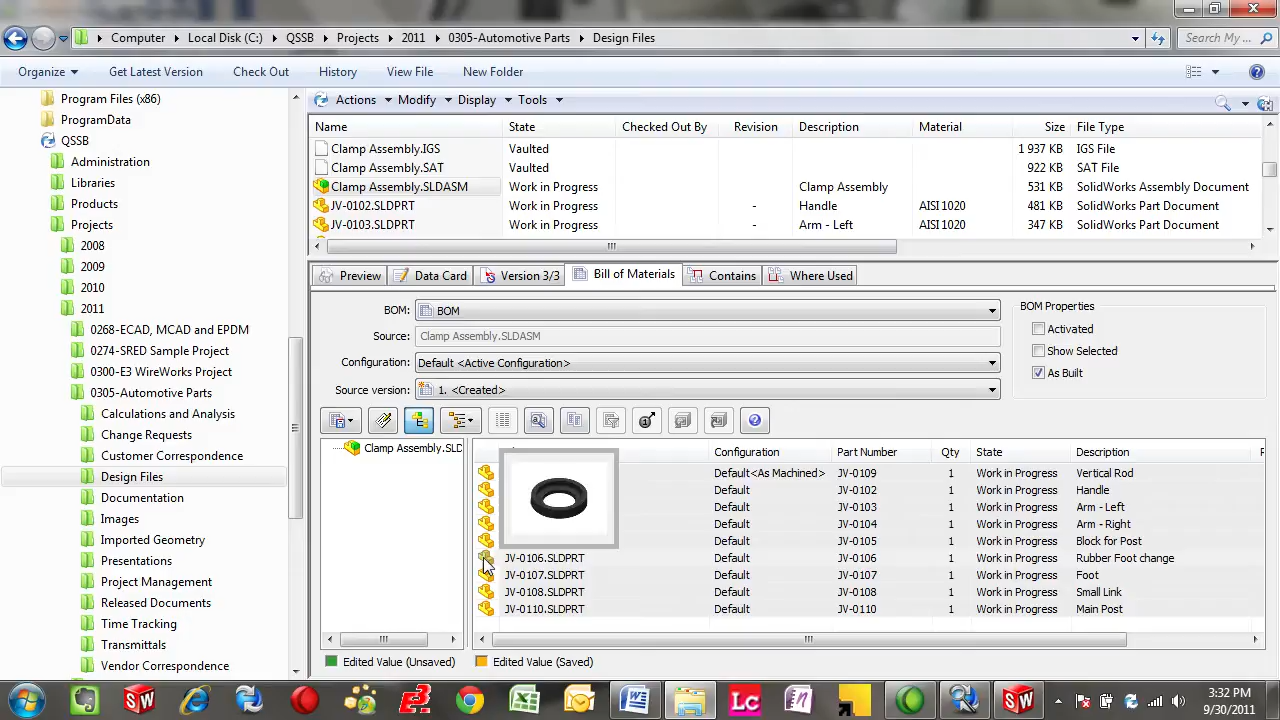 Computer Local Disk (C:) QSSB Projects 2011 0305-Automotive Parts Design Files
Search My ...
Organize Get Latest Version Check Out History View File New Folder
Program Files (x86)
ProgramData
QSSB
Administration
Libraries
Products
Projects
2008
2009
2010
2011
0268-ECAD, MCAD and EPDM
0274-SRED Sample Project
0300-E3 WireWorks Project
0305-Automotive Parts
Calculations and Analysis
Change Requests
Customer Correspondence
Design Files
Documentation
Images
Imported Geometry
Presentations
Project Management
Released Documents
Time Tracking
Transmittals
Vendor Correspondence
Actions Modify Display Tools
Name State Checked Out By Revision Description Material Size File Type
Clamp Assembly.IGS Vaulted 1 937 KB IGS File
Clamp Assembly.SAT Vaulted 922 KB SAT File
Clamp Assembly.SLDASM Work in Progress Clamp Assembly 531 KB SolidWorks Assembly Document
JV-0102.SLDPRT Work in Progress - Handle AISI 1020 481 KB SolidWorks Part Document
JV-0103.SLDPRT Work in Progress - Arm - Left AISI 1020 347 KB SolidWorks Part Document
Preview Data Card Version 3/3 Bill of Materials Contains Where Used
BOM: BOM
Source: Clamp Assembly.SLDASM
Configuration: Default <Active Configuration>
Source version: 1. <Created>
BOM Properties
Activated
Show Selected
As Built
Clamp Assembly.SLD
Configuration Part Number Qty State Description
Default<As Machined> JV-0109 1 Work in Progress Vertical Rod
Default JV-0102 1 Work in Progress Handle
Default JV-0103 1 Work in Progress Arm - Left
Default JV-0104 1 Work in Progress Arm - Right
Default JV-0105 1 Work in Progress Block for Post
JV-0106.SLDPRT Default JV-0106 1 Work in Progress Rubber Foot change
JV-0107.SLDPRT Default JV-0107 1 Work in Progress Foot
JV-0108.SLDPRT Default JV-0108 1 Work in Progress Small Link
JV-0110.SLDPRT Default JV-0110 1 Work in Progress Main Post
Edited Value (Unsaved) Edited Value (Saved)
3:32 PM
9/30/2011